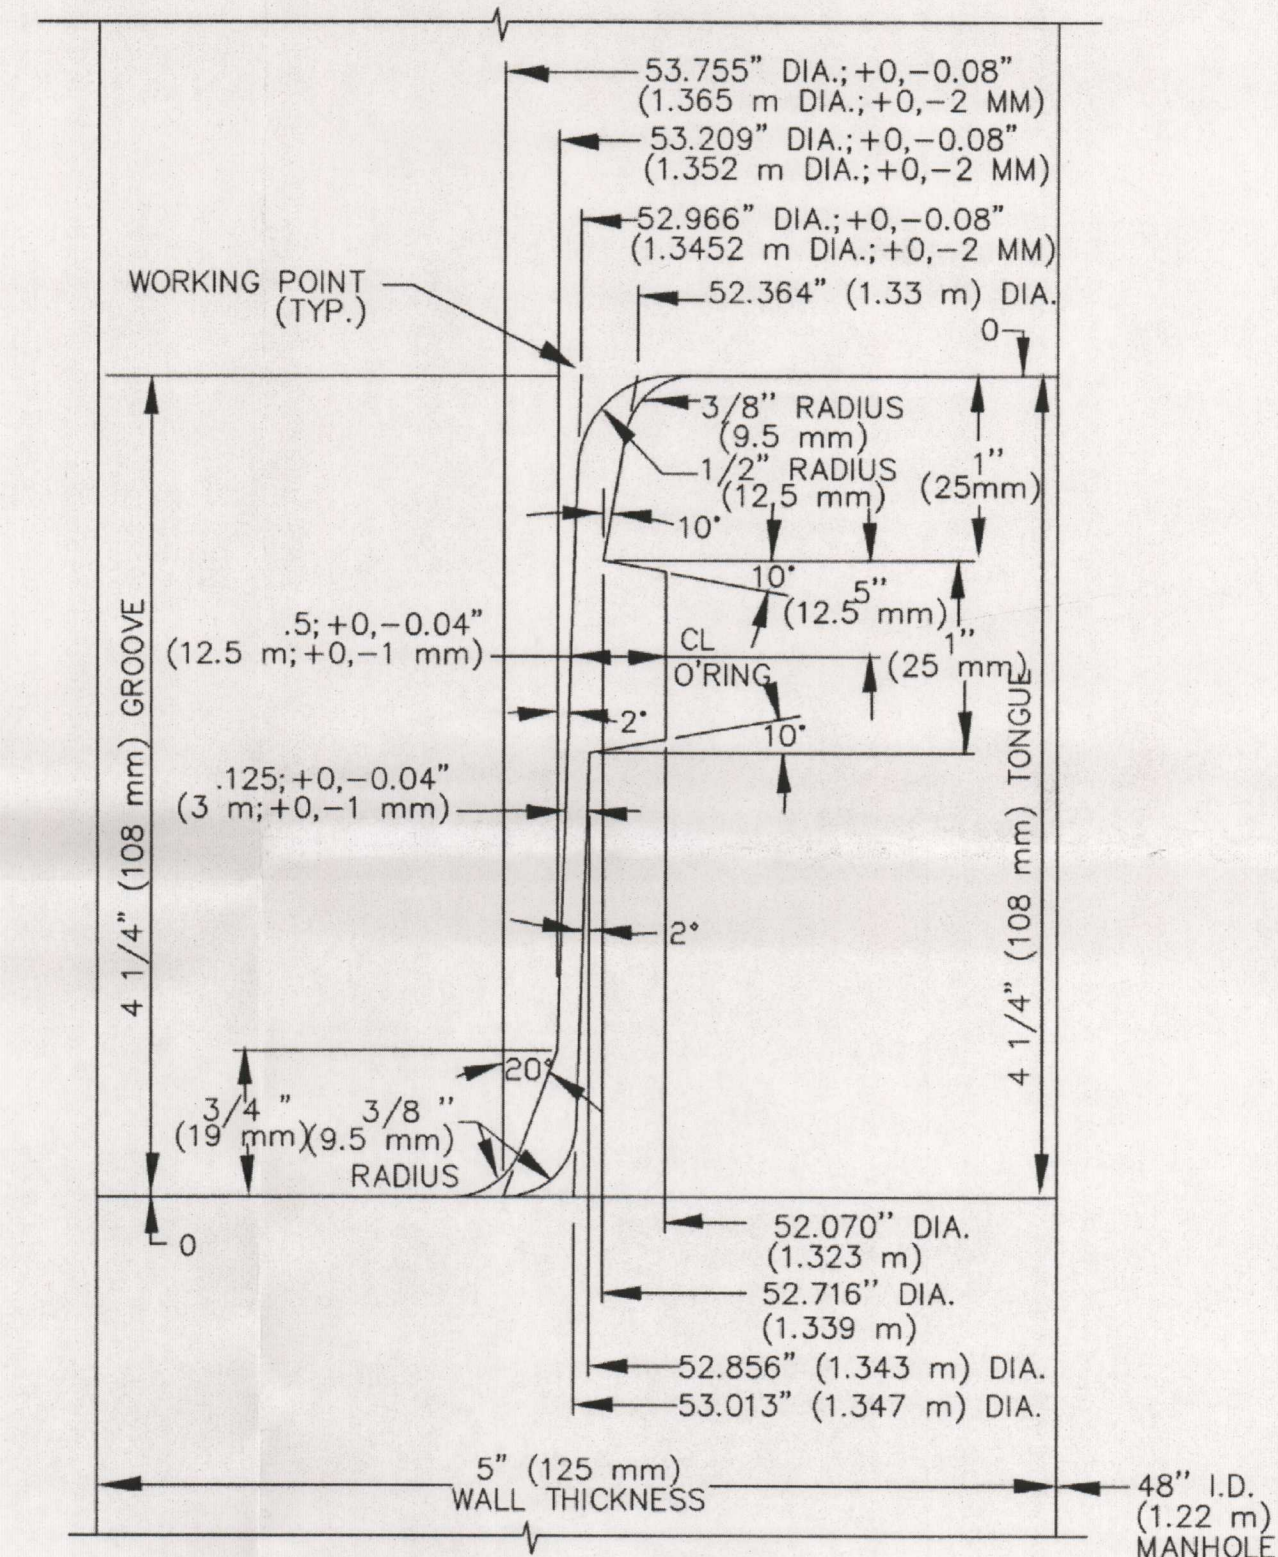 53.755" DIA.;+0,-0.08"
(1.365 m DIA.;+0,-2 MM)
53.209" DIA.;+0,-0.08"
(1.352 m DIA.;+0,-2 MM)
52.966" DIA.;+0,-0.08"
(1.3452 m DIA.;+0,-2 MM)
WORKING POINT
(TYP.)
52.364" (1.33 m) DIA.
0
3/8" RADIUS
(9.5 mm)
1/2" RADIUS
(12,5 mm)
1"
(25mm)
10°
10°
.5"
(12.5 mm)
.5;+0,-0.04"
(12.5 m;+0,-1 mm)
CL
O'RING
1"
(25 mm)
2°
10°
.125;+0,-0.04"
(3 m;+0,-1 mm)
4 1/4" (108 mm) GROOVE
4 1/4" (108 mm) TONGUE
2°
20°
3/4 "
(19 mm)
3/8 "
(9.5 mm)
RADIUS
0
52.070" DIA.
(1.323 m)
52.716" DIA.
(1.339 m)
52.856" (1.343 m) DIA.
53.013" (1.347 m) DIA.
5" (125 mm)
WALL THICKNESS
48" I.D.
(1.22 m)
MANHOLE